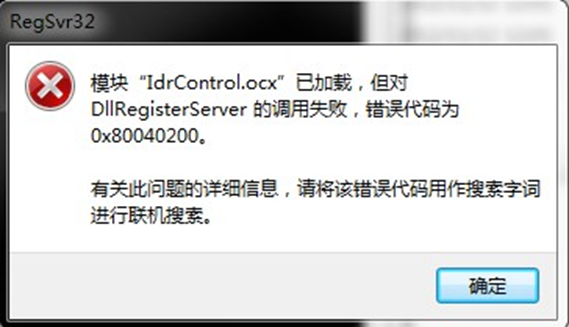 RegSvr32
模块“IdrControl.ocx”已加载，但对
DllRegisterServer 的调用失败，错误代码为
0x80040200。
有关此问题的详细信息，请将该错误代码用作搜索字词
进行联机搜索。
确定